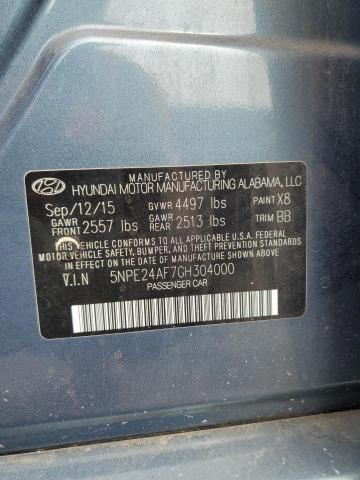 MANUFACTURED BY
HYUNDAI MOTOR MANUFACTURING ALABAMA, LLC
Sep/12/15 GVWR 4497 lbs PAINT X8
GAWR FRONT 2557 lbs GAWR REAR 2513 lbs TRIM BB
THIS VEHICLE CONFORMS TO ALL APPLICABLE U.S.A. FEDERAL
MOTOR VEHICLE SAFETY, BUMPER, AND THEFT PREVENTION
STANDARDS IN EFFECT ON THE DATE OF MANUFACTURE SHOWN ABOVE.
V.I.N 5NPE24AF7GH304000
PASSENGER CAR